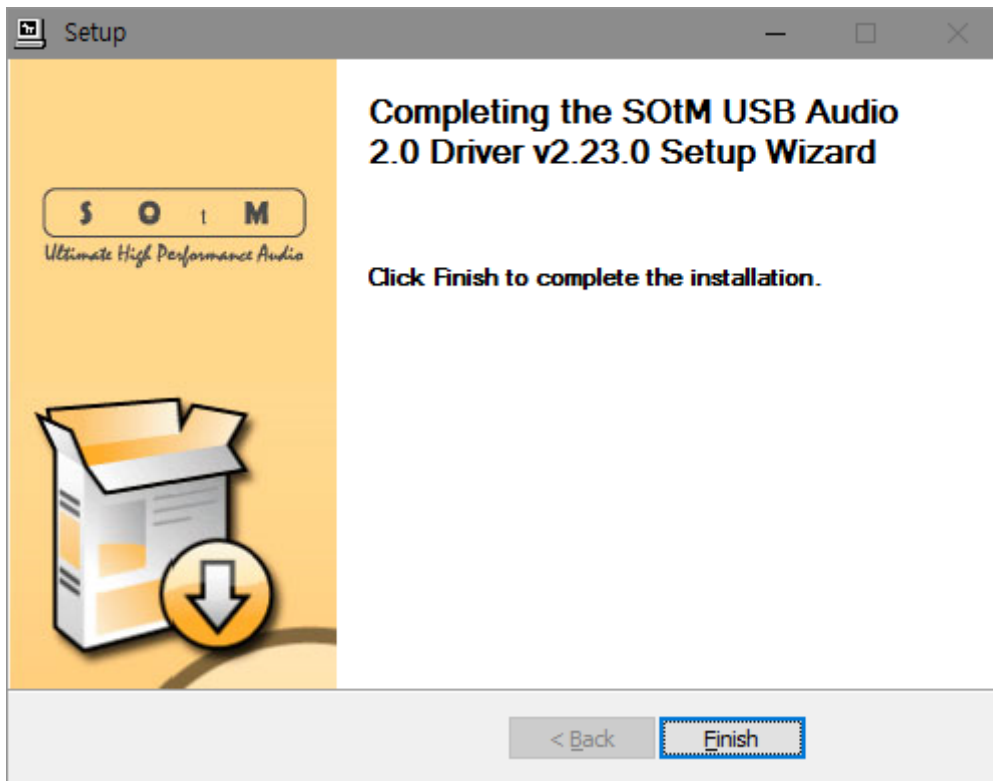 Setup
Completing the SOtM USB Audio
2.0 Driver v2.23.0 Setup Wizard
S O t M
Ultimate High Performance Audio
Click Finish to complete the installation.
< Back
Finish